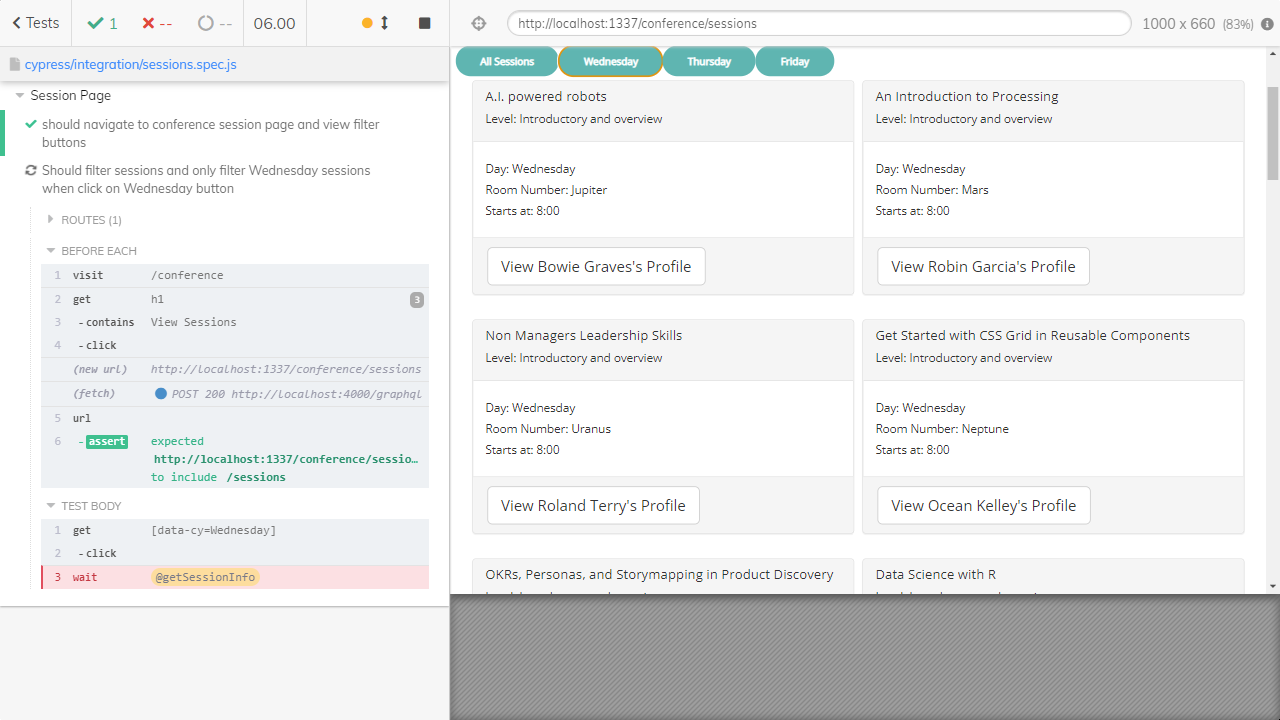 Tests
1
--
--
06.00
http://localhost:1337/conference/sessions
1000 x 660 (83%)
cypress/integration/sessions.spec.js
Session Page
should navigate to conference session page and view filter
buttons
Should filter sessions and only filter Wednesday sessions
when click on Wednesday button
ROUTES (1)
BEFORE EACH
1 visit /conference
2 get h1 3
3 -contains View Sessions
4 -click
(new url) http://localhost:1337/conference/sessions
(fetch) POST 200 http://localhost:4000/graphql
5 url
6 -assert expected
http://localhost:1337/conference/sessio…
to include /sessions
TEST BODY
1 get [data-cy=Wednesday]
2 -click
3 wait @getSessionInfo
All Sessions
Wednesday
Thursday
Friday
A.I. powered robots
Level: Introductory and overview
Day: Wednesday
Room Number: Jupiter
Starts at: 8:00
View Bowie Graves's Profile
An Introduction to Processing
Level: Introductory and overview
Day: Wednesday
Room Number: Mars
Starts at: 8:00
View Robin Garcia's Profile
Non Managers Leadership Skills
Level: Introductory and overview
Day: Wednesday
Room Number: Uranus
Starts at: 8:00
View Roland Terry's Profile
Get Started with CSS Grid in Reusable Components
Level: Introductory and overview
Day: Wednesday
Room Number: Neptune
Starts at: 8:00
View Ocean Kelley's Profile
OKRs, Personas, and Storymapping in Product Discovery
Data Science with R